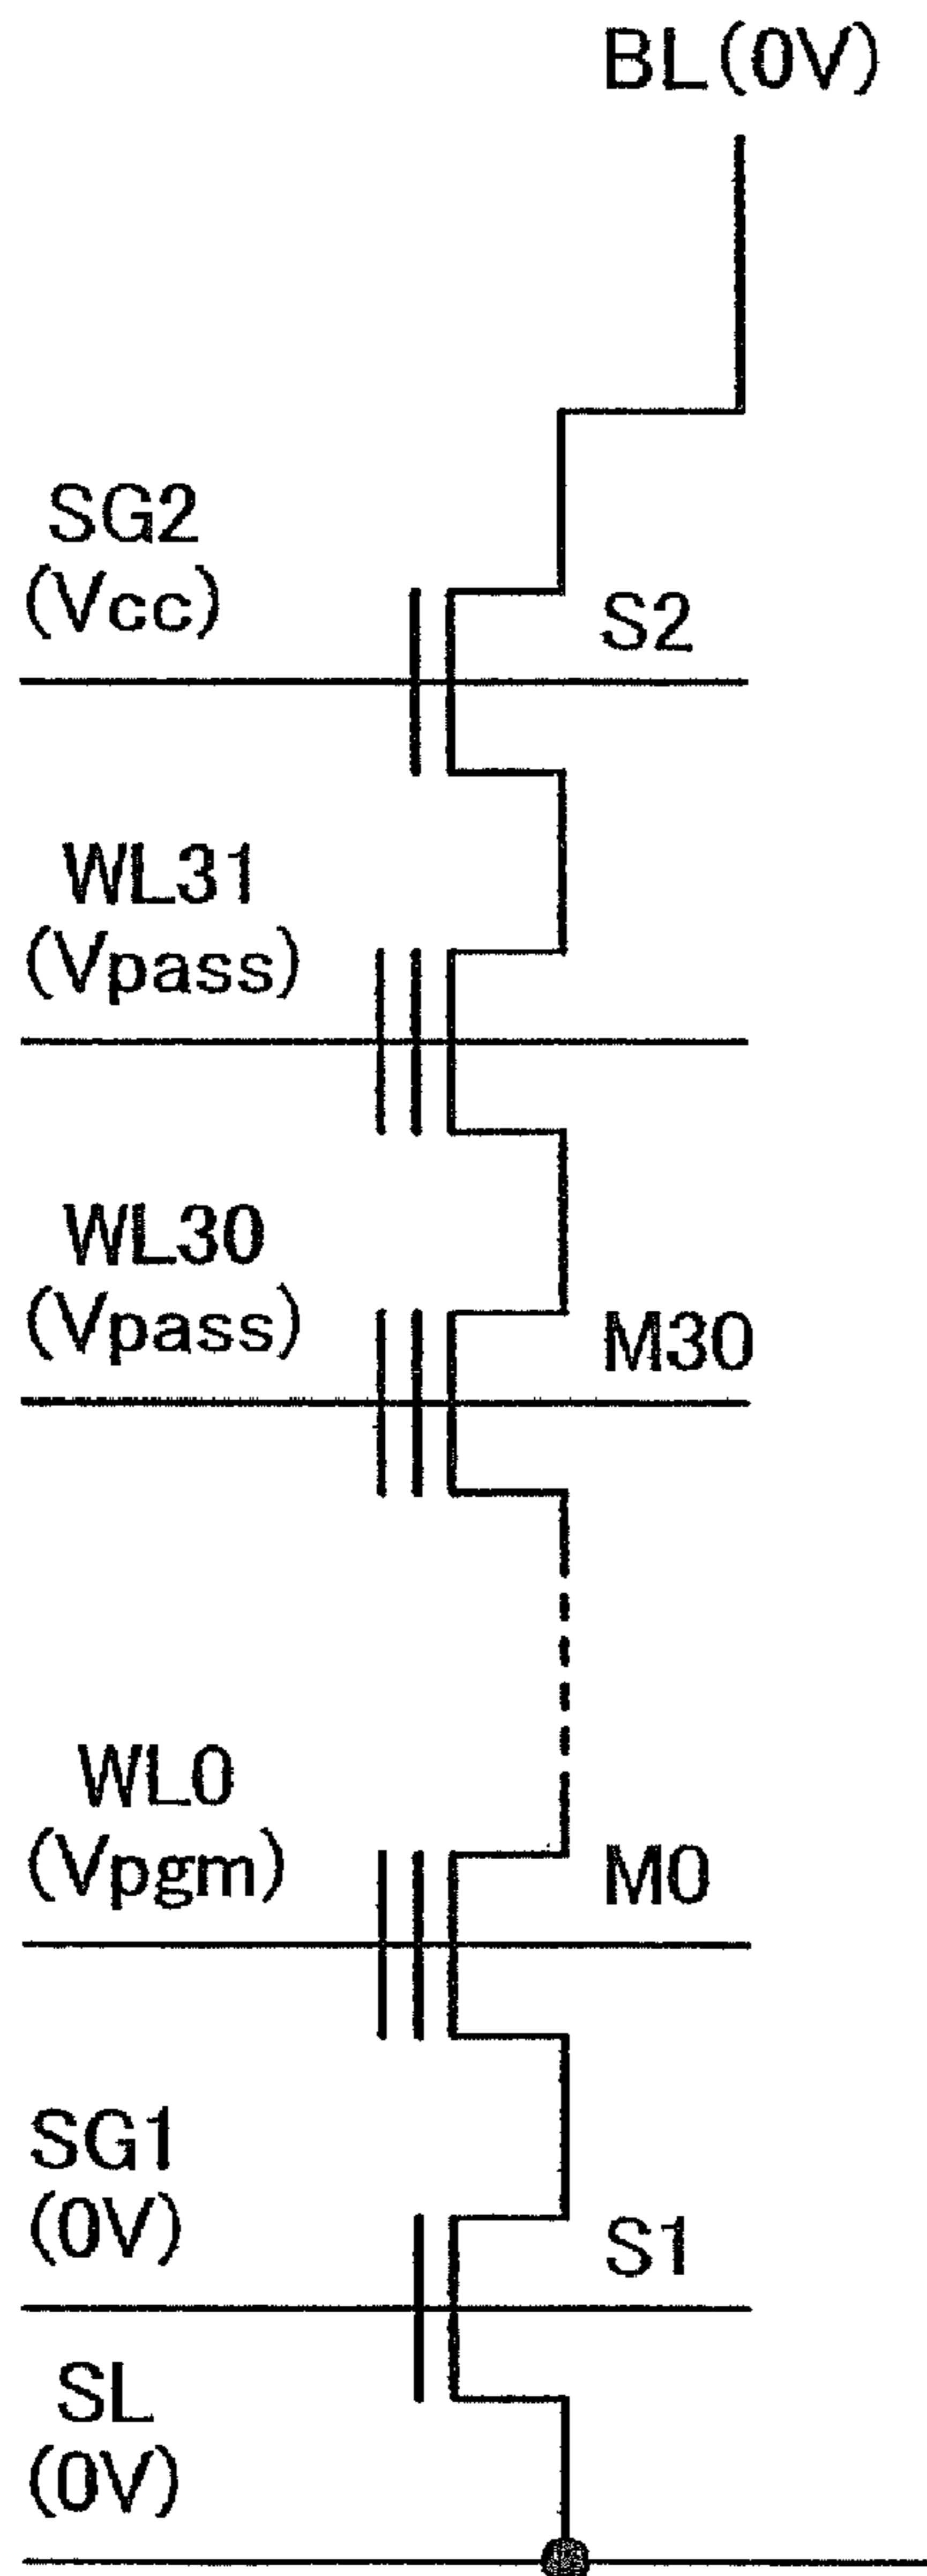 BL(0V)
SG2
(Vcc)
S2
WL31
(Vpass)
WL30
(Vpass)
M30
WL0
(Vpgm)
M0
SG1
(0V)
S1
SL
(0V)